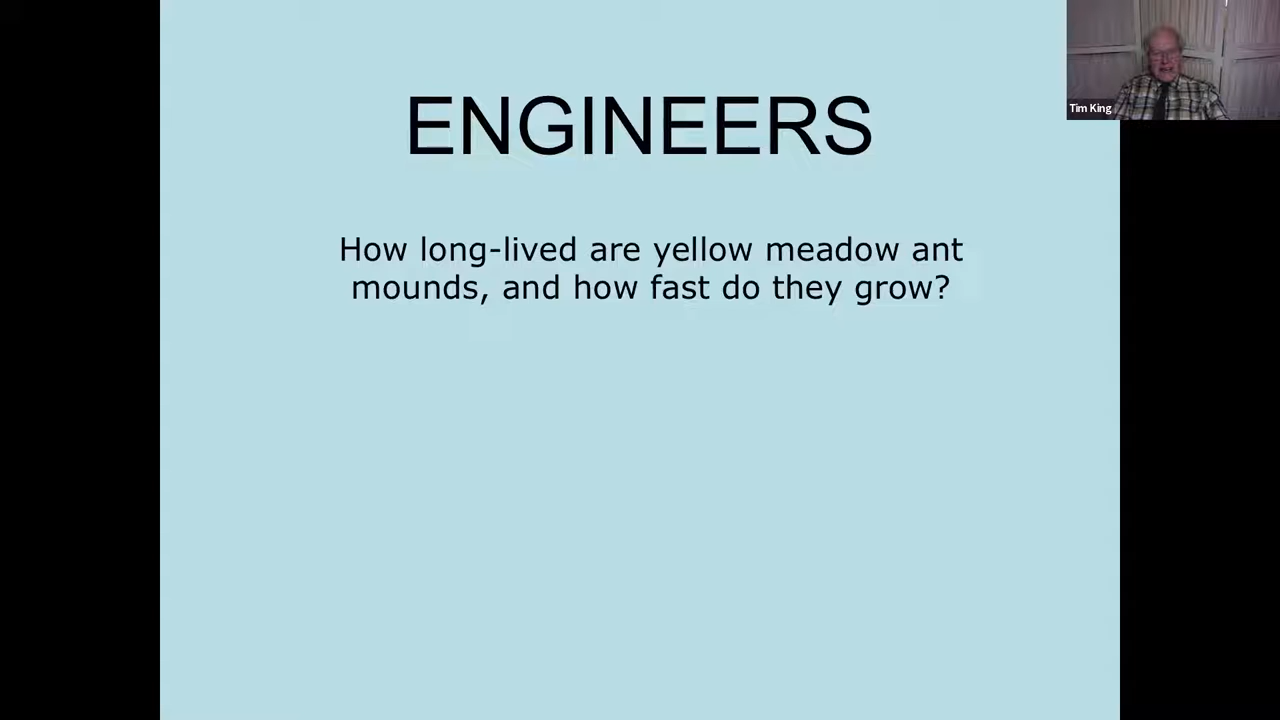 ENGINEERS
How long-lived are yellow meadow ant
mounds, and how fast do they grow?
Tim King